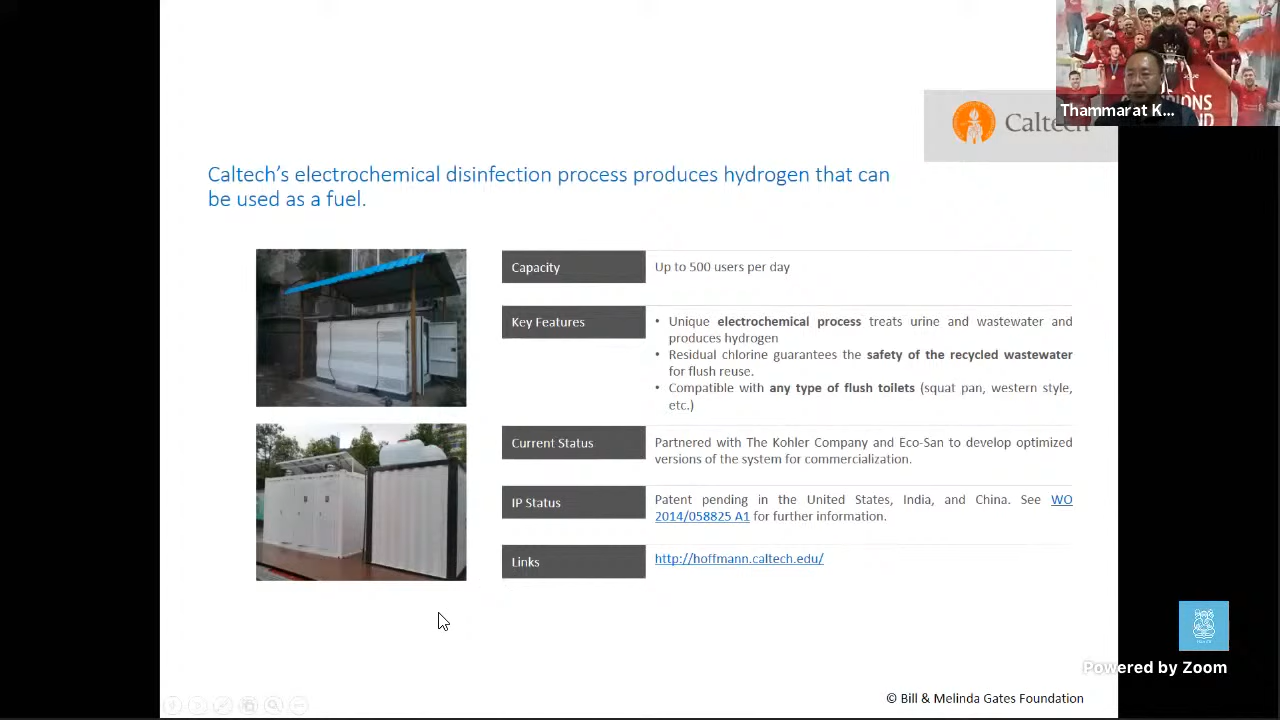 Thammarat K...
Caltech
Caltech’s electrochemical disinfection process produces hydrogen that can
be used as a fuel.
Capacity
Up to 500 users per day
Key Features
• Unique electrochemical process treats urine and wastewater and
produces hydrogen
• Residual chlorine guarantees the safety of the recycled wastewater
for flush reuse.
• Compatible with any type of flush toilets (squat pan, western style,
etc.)
Current Status
Partnered with The Kohler Company and Eco-San to develop optimized
versions of the system for commercialization.
IP Status
Patent pending in the United States, India, and China. See WO
2014/058825 A1 for further information.
Links
http://hoffmann.caltech.edu/
Powered by Zoom
© Bill & Melinda Gates Foundation